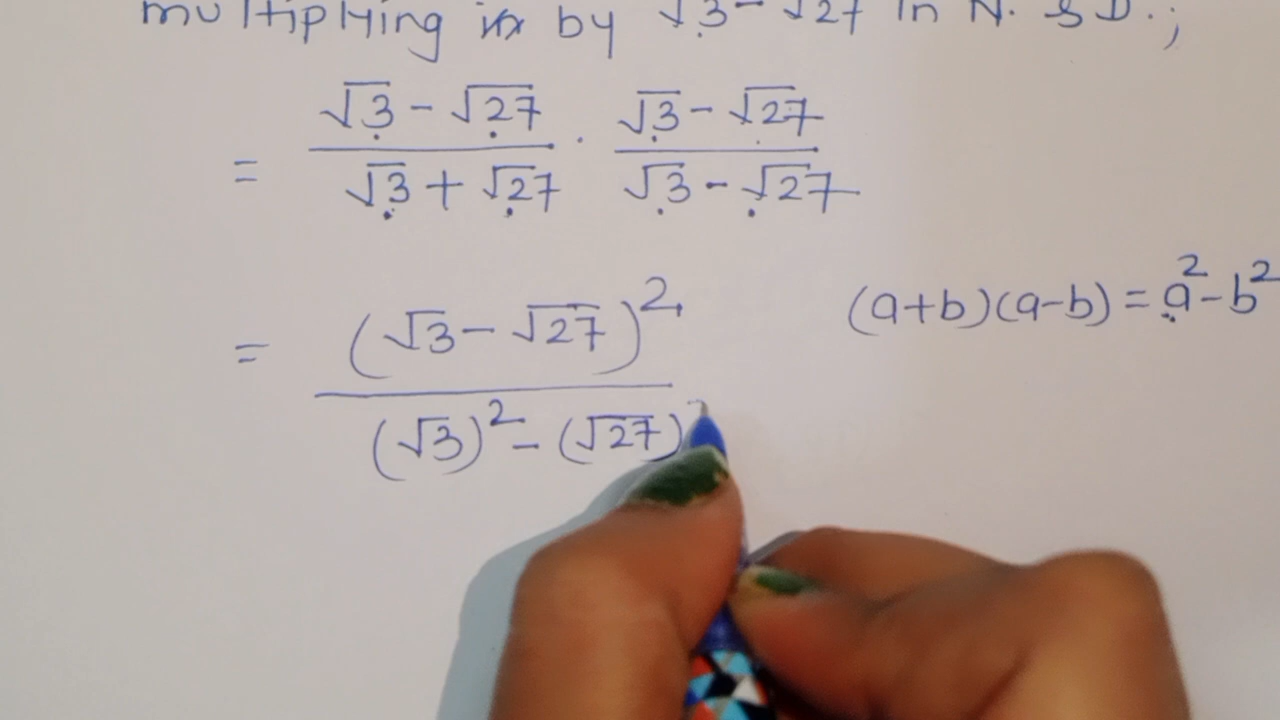 multiplying by √3 - √27 in N. & D.;
= √3 - √27 / √3 + √27 · √3 - √27 / √3 - √27
= (√3 - √27)² / (√3)² - (√27)
(a+b)(a-b) = a² - b²